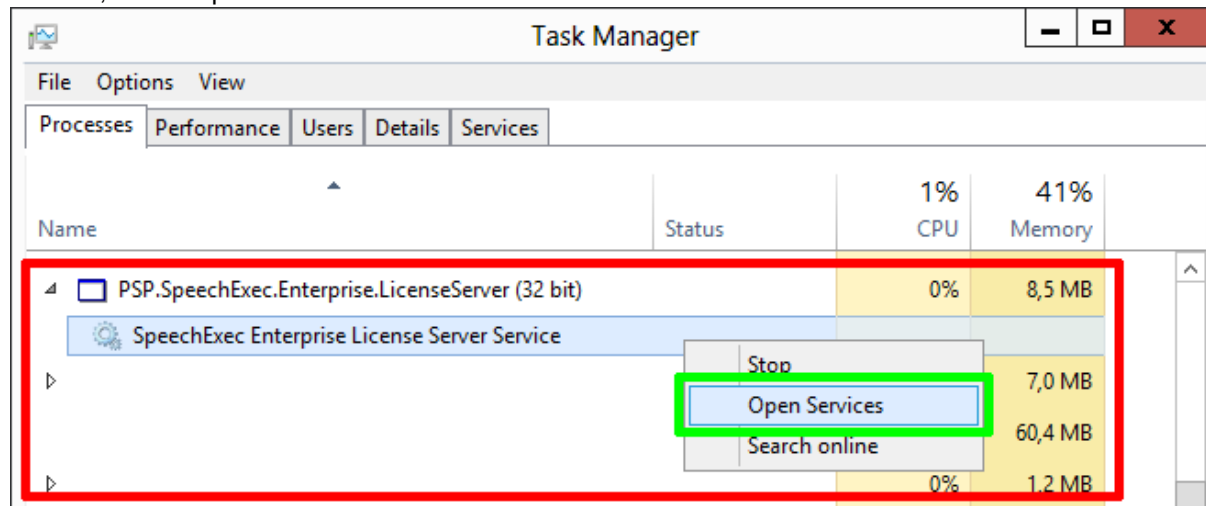 Task Manager
File Options View
Processes Performance Users Details Services
1% 41%
Name Status CPU Memory
PSP.SpeechExec.Enterprise.LicenseServer (32 bit) 0% 8,5 MB
SpeechExec Enterprise License Server Service
Stop
7,0 MB
Open Services
60,4 MB
Search online
0% 1,2 MB